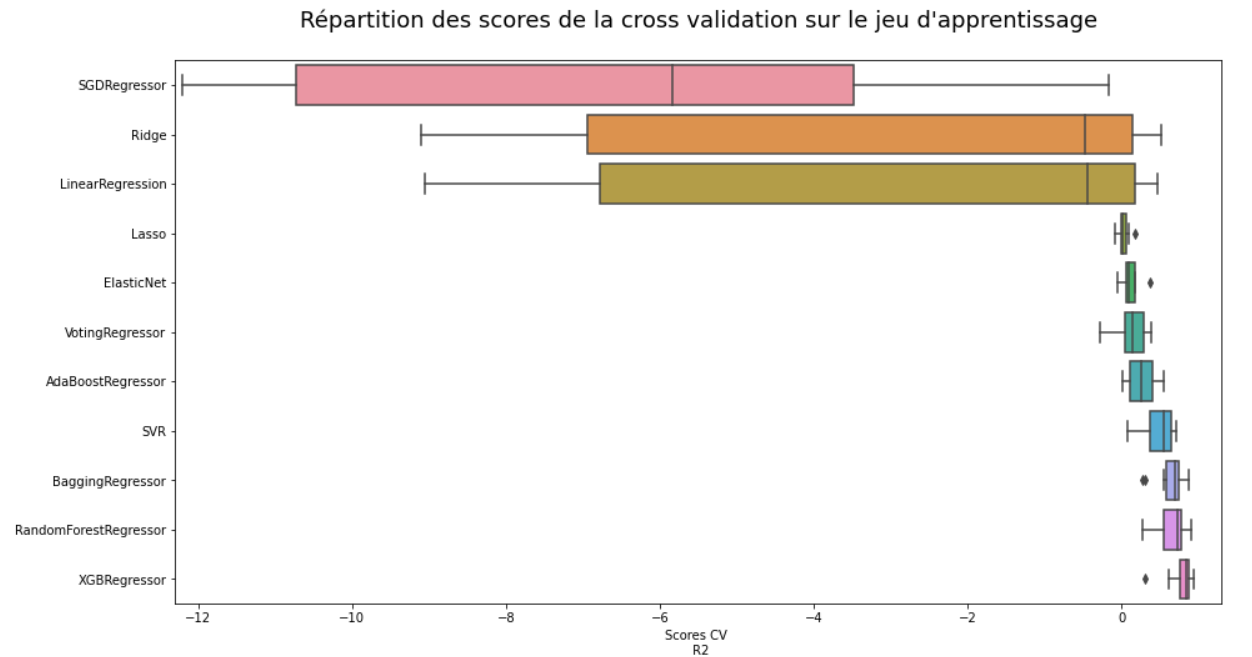 Répartition des scores de la cross validation sur le jeu d'apprentissage
SGDRegressor
Ridge
LinearRegression
Lasso
ElasticNet
VotingRegressor
AdaBoostRegressor
SVR
BaggingRegressor
RandomForestRegressor
XGBRegressor
−12 −10 −8 −6 −4 −2 0
Scores CV
R2